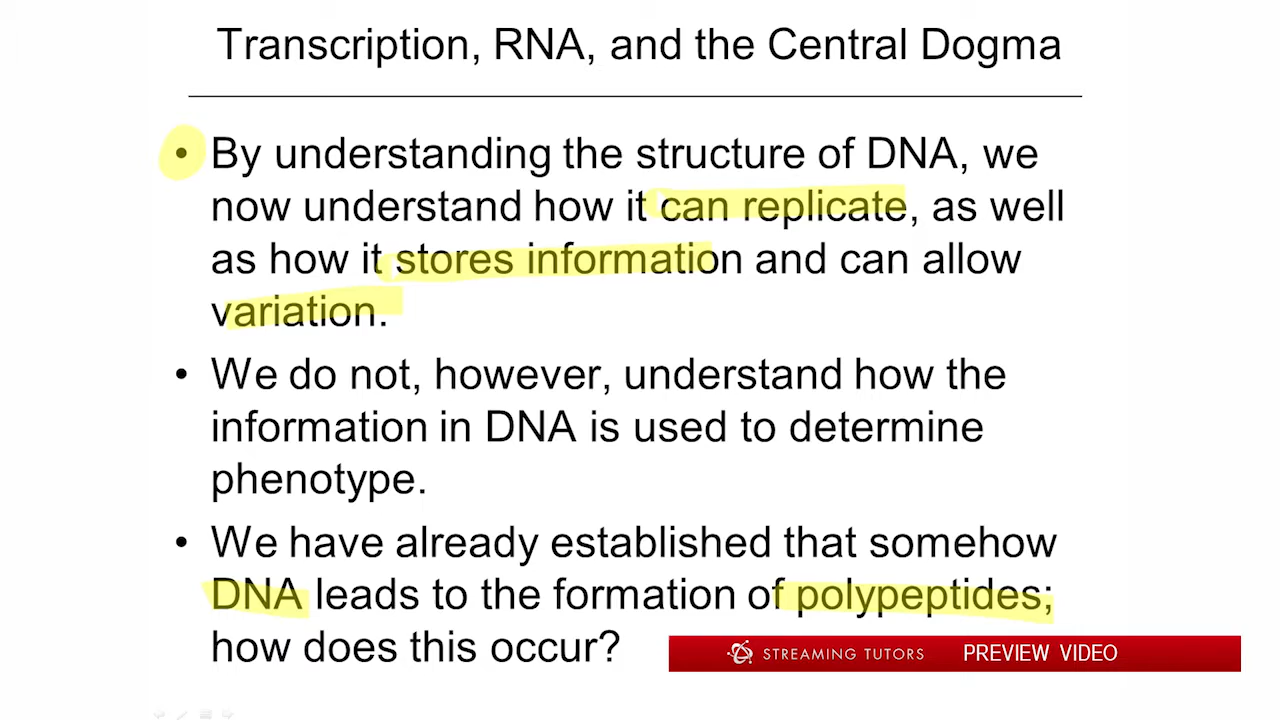 Transcription, RNA, and the Central Dogma
• By understanding the structure of DNA, we
now understand how it can replicate, as well
as how it stores information and can allow
variation.
• We do not, however, understand how the
information in DNA is used to determine
phenotype.
• We have already established that somehow
DNA leads to the formation of polypeptides;
how does this occur?
STREAMING TUTORS PREVIEW VIDEO